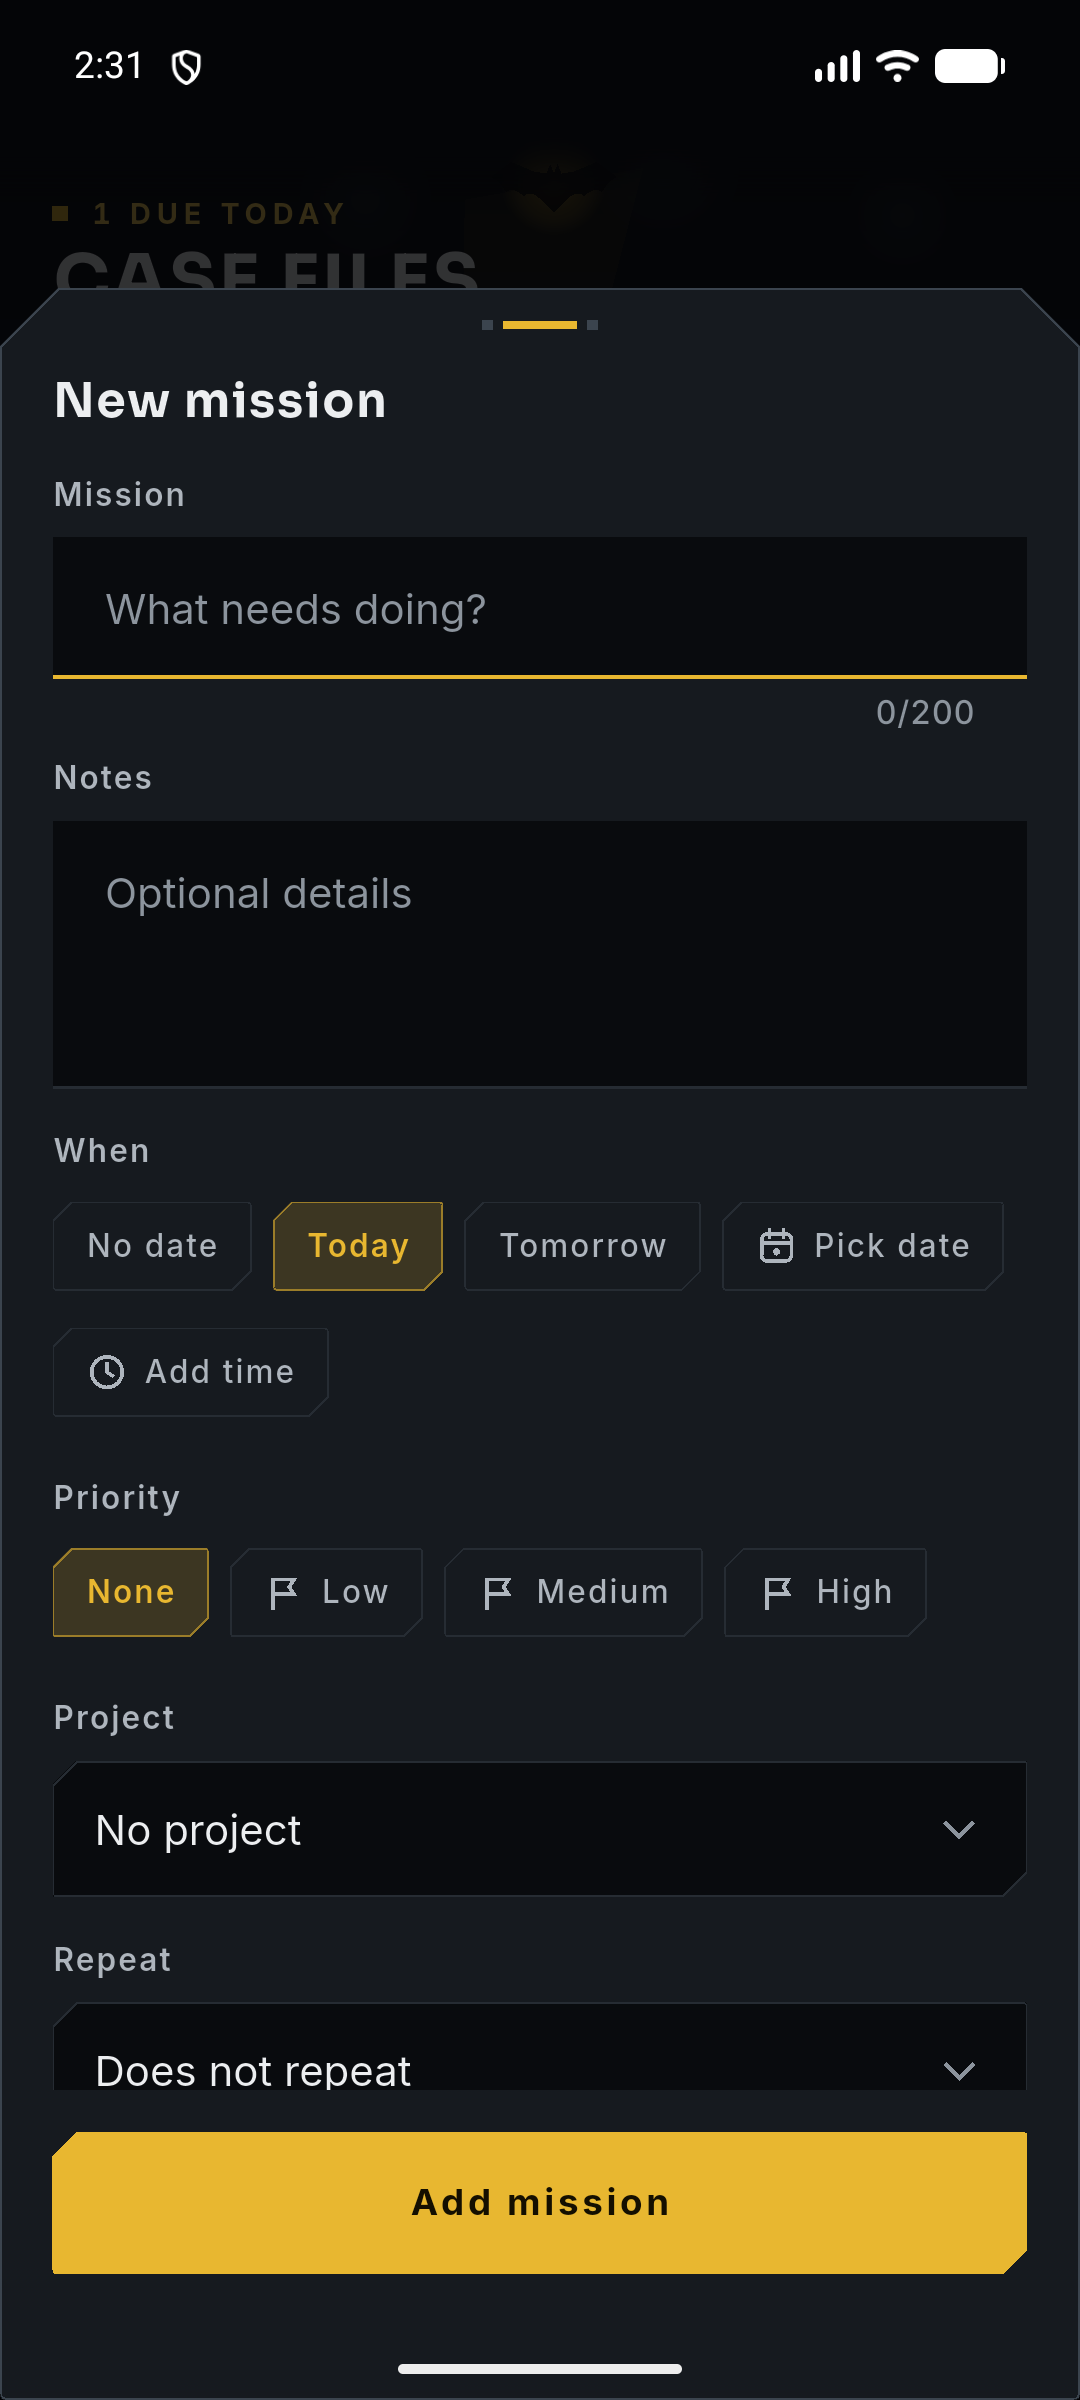 2:31
1 DUE TODAY
CASE FILES
New mission
Mission
What needs doing?
0/200
Notes
Optional details
When
No date Today Tomorrow Pick date
Add time
Priority
None Low Medium High
Project
No project
Repeat
Does not repeat
Add mission